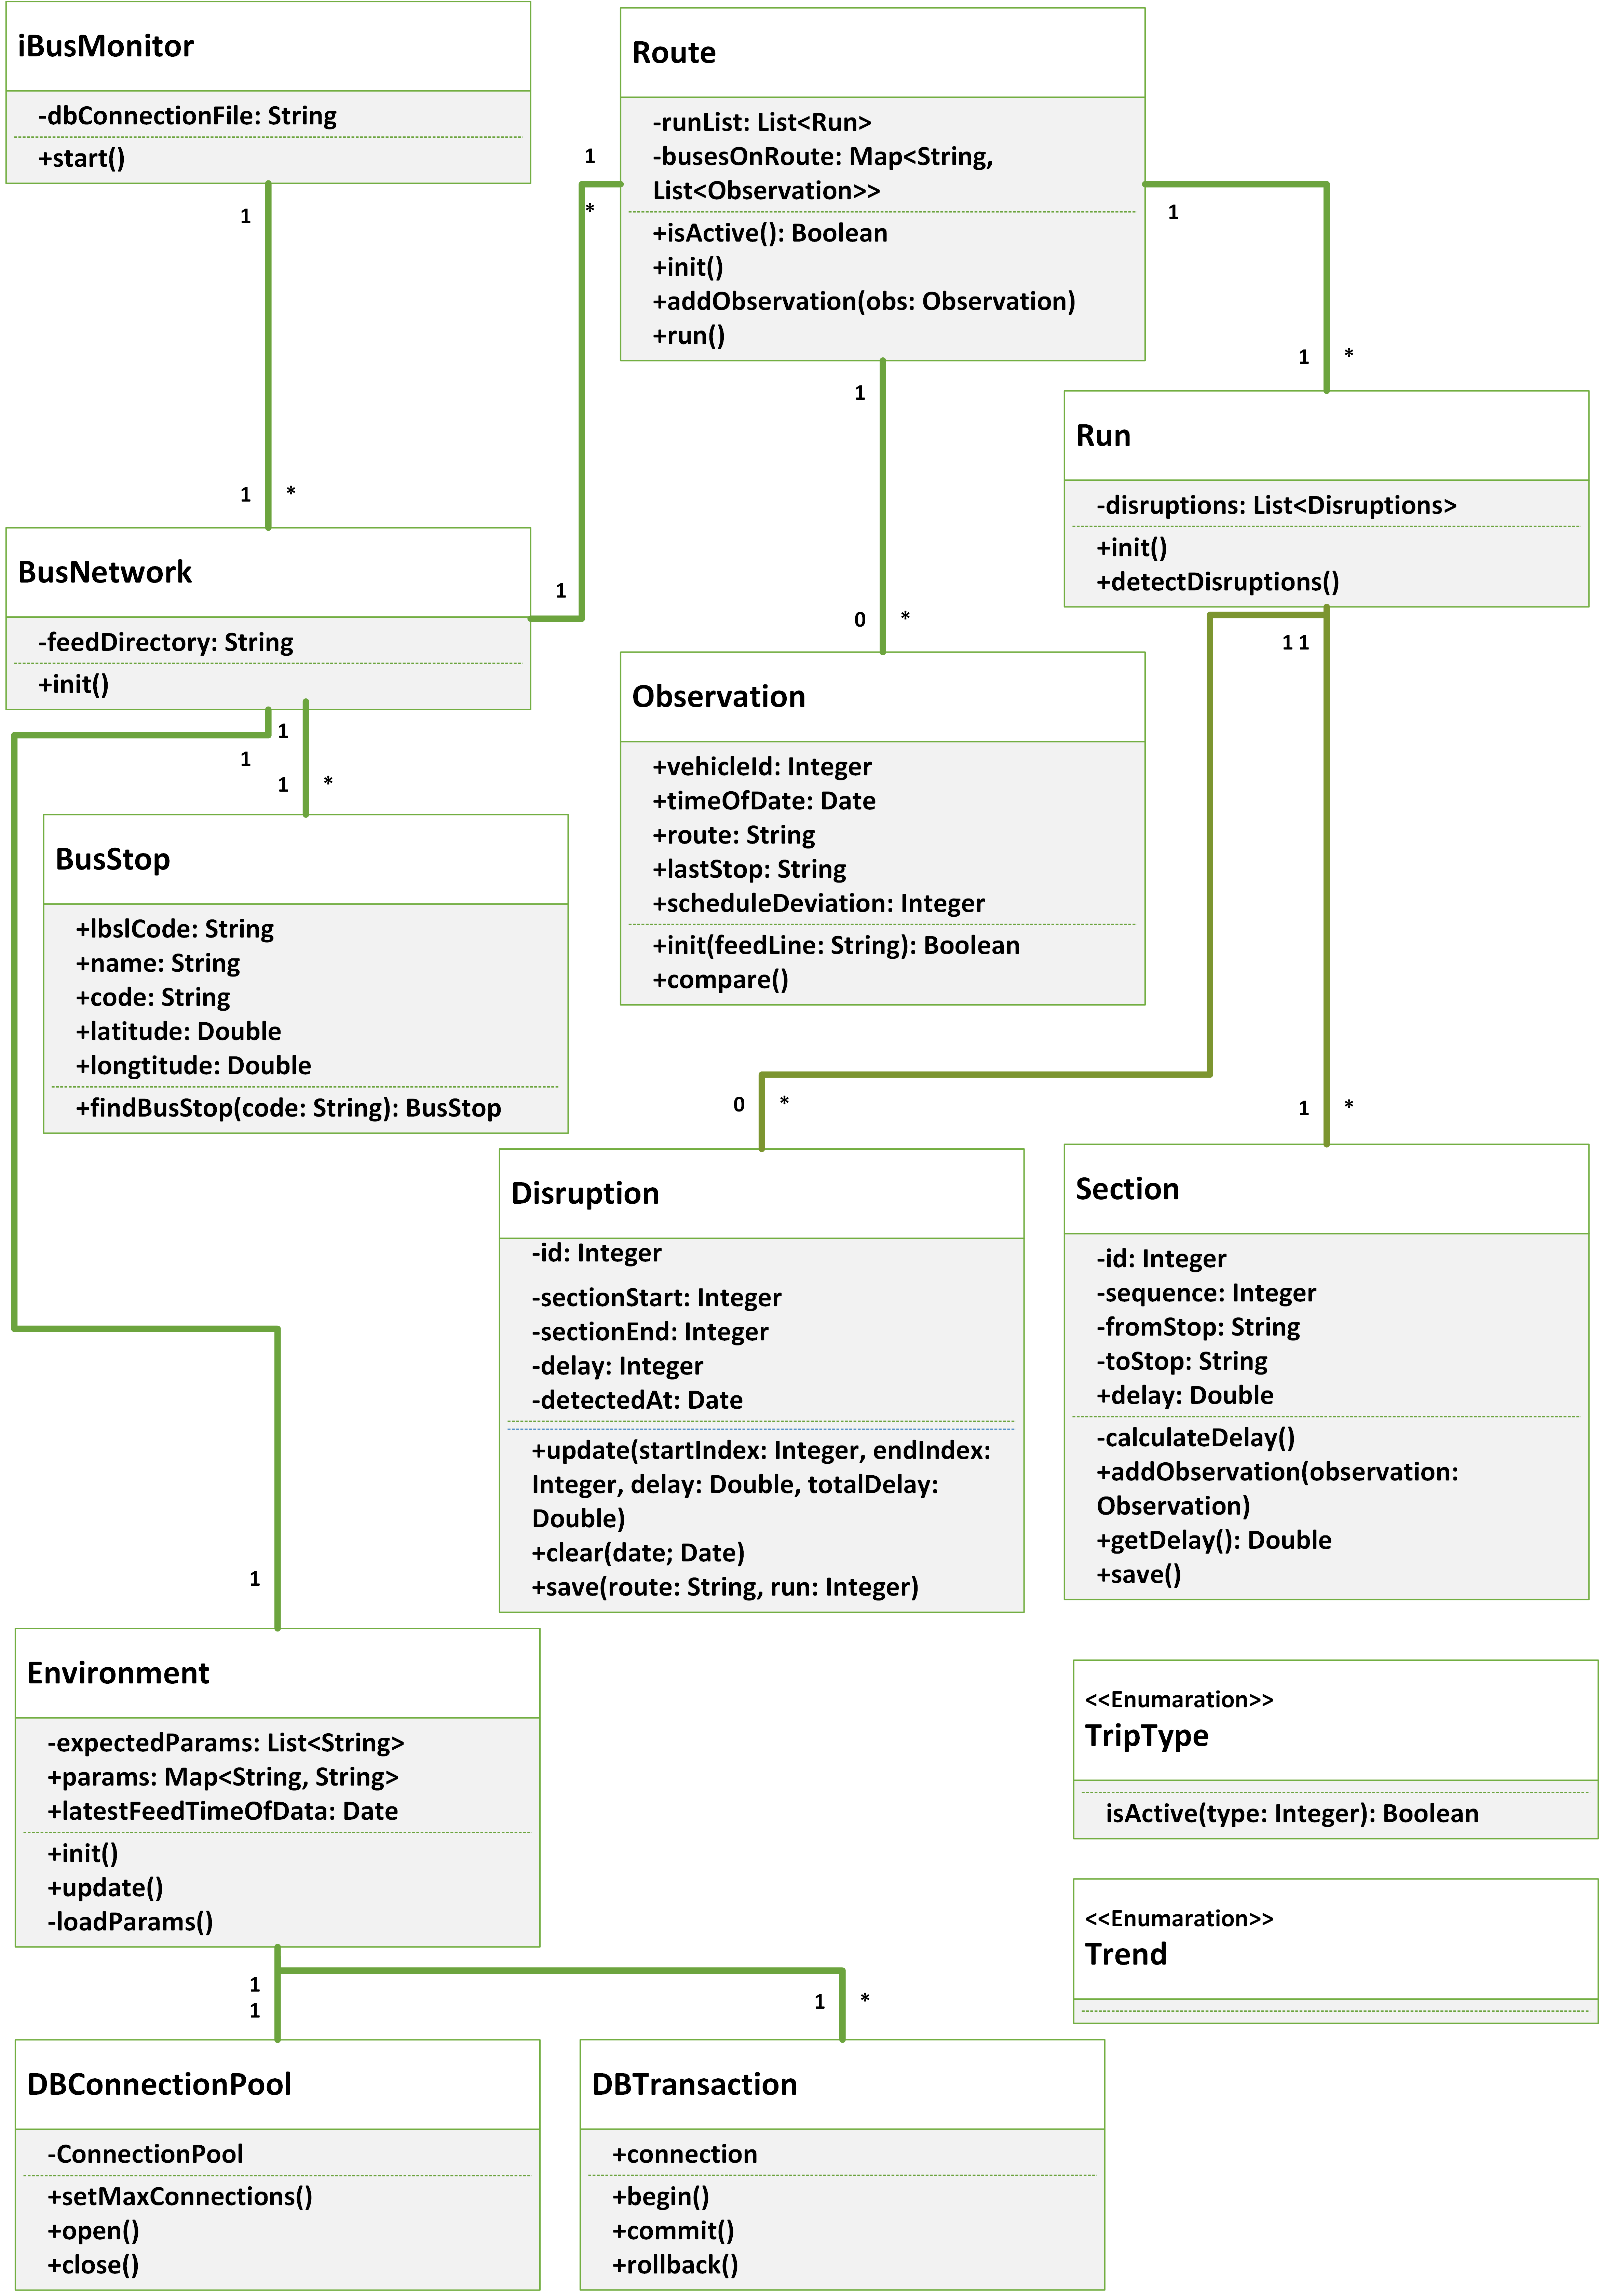 iBusMonitor
-dbConnectionFile: String
+start()
1
1 *
Route
-runList: List<Run>
-busesOnRoute: Map<String,
List<Observation>>
+isActive(): Boolean
+init()
+addObservation(obs: Observation)
+run()
1
*
1
1
1 *
Run
-disruptions: List<Disruptions>
+init()
+detectDisruptions()
1 1
BusNetwork
-feedDirectory: String
+init()
1
1
1
1 *
0 *
Observation
+vehicleId: Integer
+timeOfDate: Date
+route: String
+lastStop: String
+scheduleDeviation: Integer
+init(feedLine: String): Boolean
+compare()
BusStop
+lbslCode: String
+name: String
+code: String
+latitude: Double
+longtitude: Double
+findBusStop(code: String): BusStop
0 *
1 *
Disruption
-id: Integer
-sectionStart: Integer
-sectionEnd: Integer
-delay: Integer
-detectedAt: Date
+update(startIndex: Integer, endIndex:
Integer, delay: Double, totalDelay:
Double)
+clear(date; Date)
+save(route: String, run: Integer)
Section
-id: Integer
-sequence: Integer
-fromStop: String
-toStop: String
+delay: Double
-calculateDelay()
+addObservation(observation:
Observation)
+getDelay(): Double
+save()
1
Environment
-expectedParams: List<String>
+params: Map<String, String>
+latestFeedTimeOfData: Date
+init()
+update()
-loadParams()
1
1
1 *
<<Enumaration>>
TripType
isActive(type: Integer): Boolean
<<Enumaration>>
Trend
DBConnectionPool
-ConnectionPool
+setMaxConnections()
+open()
+close()
DBTransaction
+connection
+begin()
+commit()
+rollback()